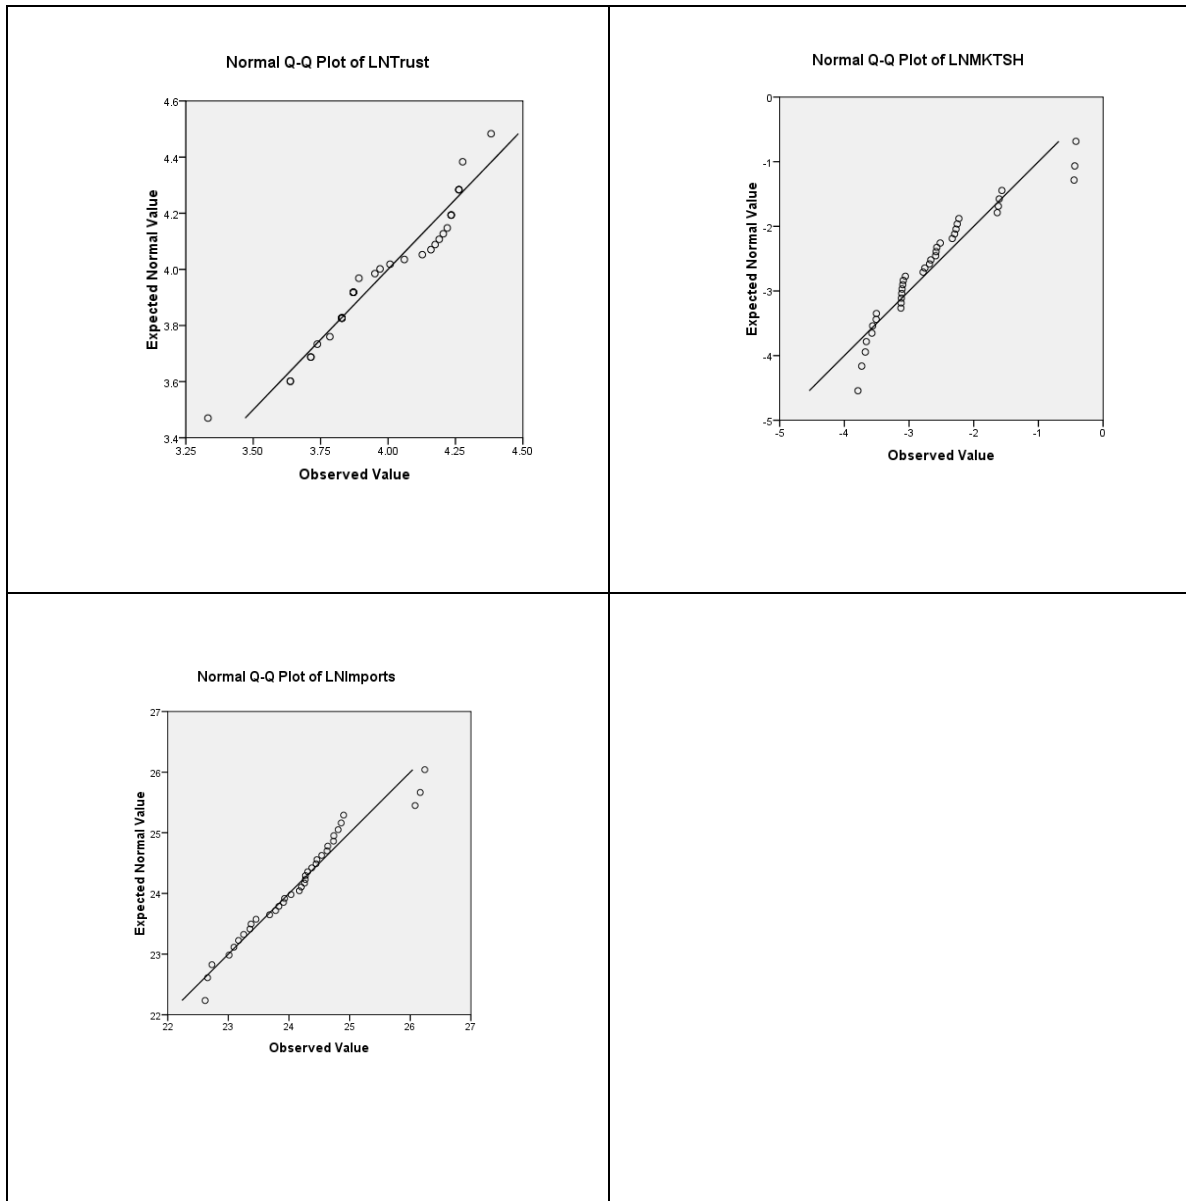 Normal Q-Q Plot of LNTrust
Expected Normal Value
4.6
4.4
4.2
4.0
3.8
3.6
3.4
3.25 3.50 3.75 4.00 4.25 4.50
Observed Value
Normal Q-Q Plot of LNMKTSH
Expected Normal Value
0
-1
-2
-3
-4
-5
-5 -4 -3 -2 -1 0
Observed Value
Normal Q-Q Plot of LNImports
Expected Normal Value
27
26
25
24
23
22
22 23 24 25 26 27
Observed Value